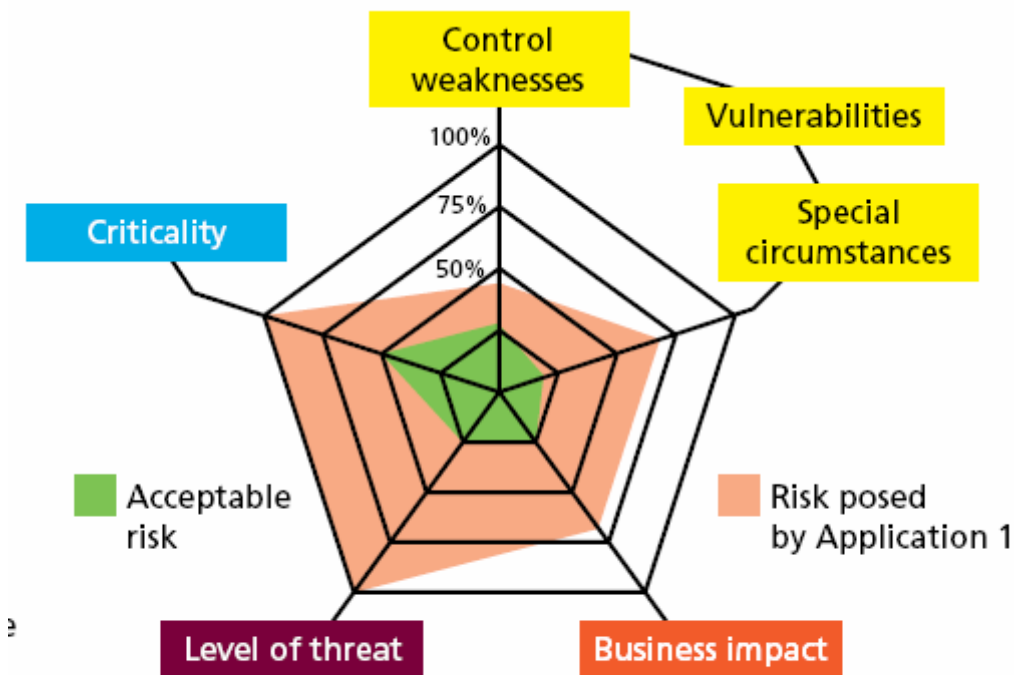 Control
weaknesses
Vulnerabilities
100%
75%
Criticality
Special
circumstances
50%
Acceptable
risk
Risk posed
by Application 1
e
Level of threat
Business impact